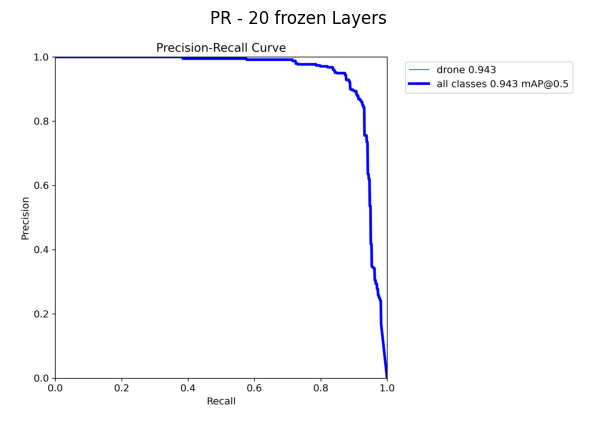 PR - 20 frozen Layers
Precision-Recall Curve
drone 0.943
all classes 0.943 mAP@0.5
Precision
1.0
0.8
0.6
0.4
0.2
0.0
0.0 0.2 0.4 0.6 0.8 1.0
Recall